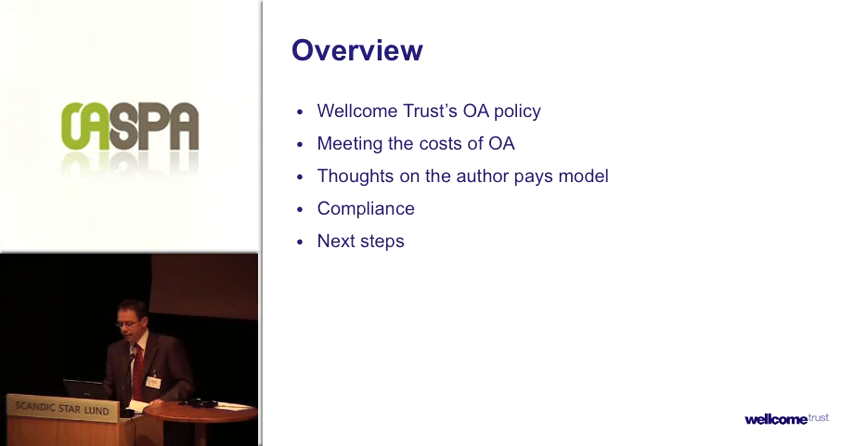 OASPA
Overview
• Wellcome Trust's OA policy
• Meeting the costs of OA
• Thoughts on the author pays model
• Compliance
• Next steps
SCANDIC STAR LUND
wellcometrust